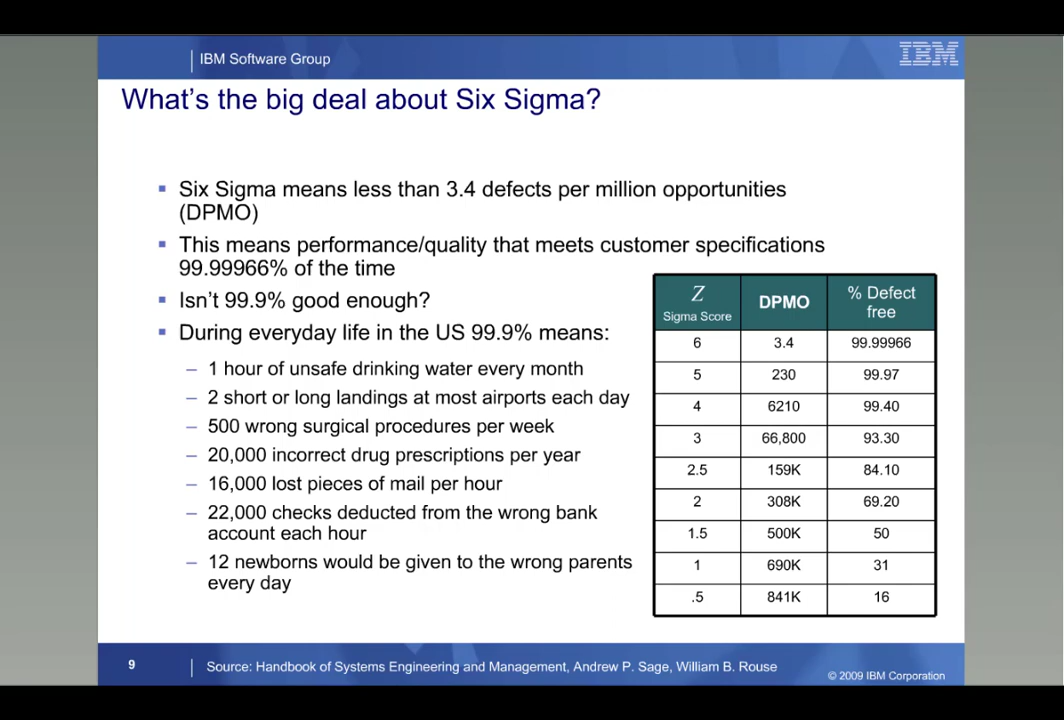 IBM Software Group
IBM
What's the big deal about Six Sigma?
▪ Six Sigma means less than 3.4 defects per million opportunities
(DPMO)
▪ This means performance/quality that meets customer specifications
99.99966% of the time
▪ Isn't 99.9% good enough?
▪ During everyday life in the US 99.9% means:
– 1 hour of unsafe drinking water every month
– 2 short or long landings at most airports each day
– 500 wrong surgical procedures per week
– 20,000 incorrect drug prescriptions per year
– 16,000 lost pieces of mail per hour
– 22,000 checks deducted from the wrong bank
account each hour
– 12 newborns would be given to the wrong parents
every day
Z Sigma Score DPMO % Defect free
6 3.4 99.99966
5 230 99.97
4 6210 99.40
3 66,800 93.30
2.5 159K 84.10
2 308K 69.20
1.5 500K 50
1 690K 31
.5 841K 16
9
Source: Handbook of Systems Engineering and Management, Andrew P. Sage, William B. Rouse
© 2009 IBM Corporation